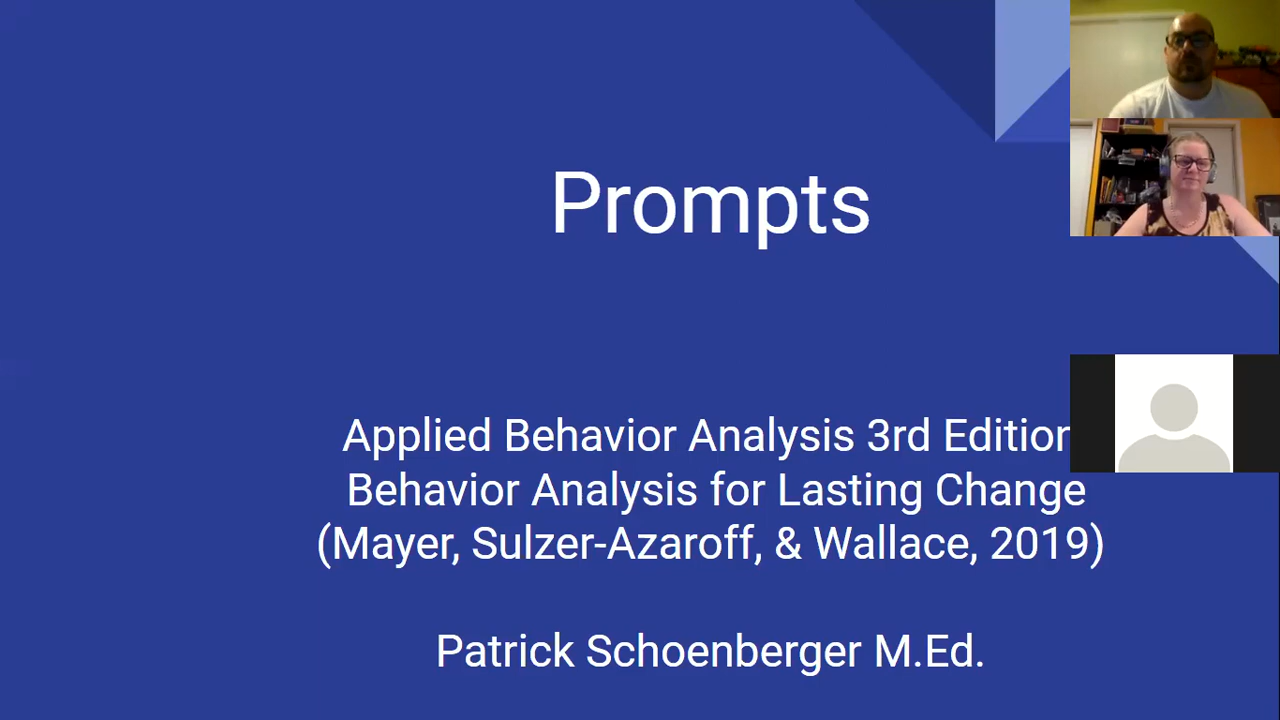 Prompts
Applied Behavior Analysis 3rd Edition
Behavior Analysis for Lasting Change
(Mayer, Sulzer-Azaroff, & Wallace, 2019)
Patrick Schoenberger M.Ed.